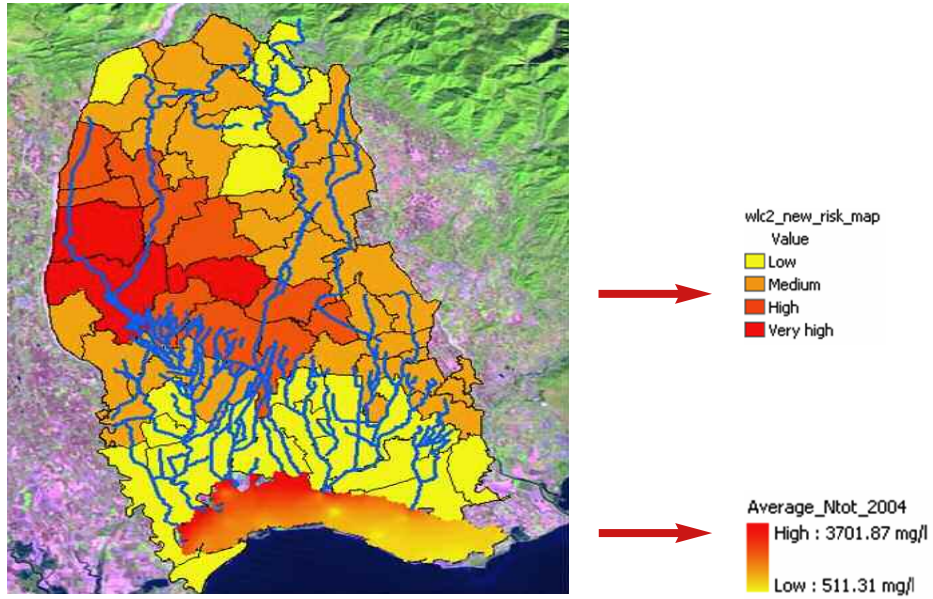 wlc2_new_risk_map
Value
Low
Medium
High
Very high
Average_Ntot_2004
High : 3701.87 mg/l
Low : 511.31 mg/l